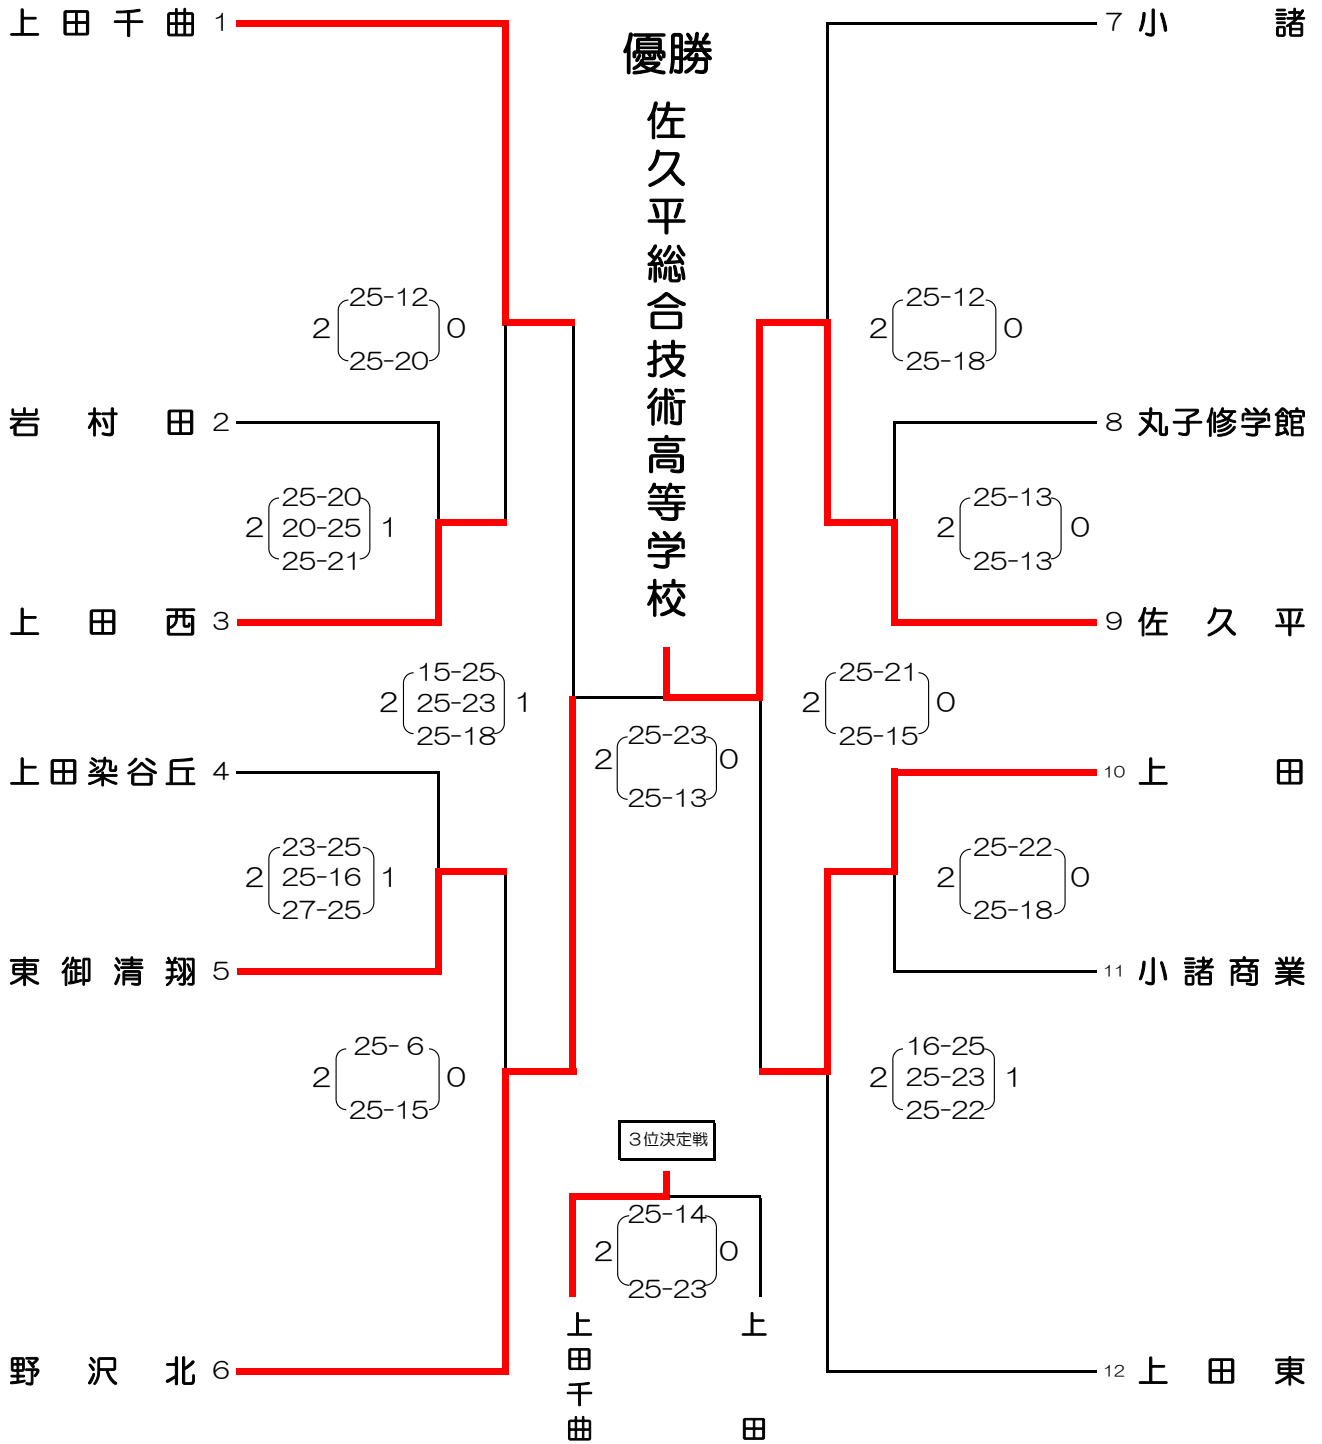 優勝
佐久平総合技術高等学校
上田千曲 1
25-12
2 0
25-20
岩村田 2
25-20
2 20-25 1
25-21
上田西 3
15-25
2 25-23 1
25-18
上田染谷丘 4
23-25
2 25-16 1
27-25
東御清翔 5
25- 6
2 0
25-15
野沢北 6
25-23
2 0
25-13
7 小諸
25-12
2 0
25-18
8 丸子修学館
25-13
2 0
25-13
9 佐久平
25-21
2 0
25-15
10 上田
25-22
2 0
25-18
11 小諸商業
16-25
2 25-23 1
25-22
12 上田東
3位決定戦
25-14
2 0
25-23
上田千曲
上田